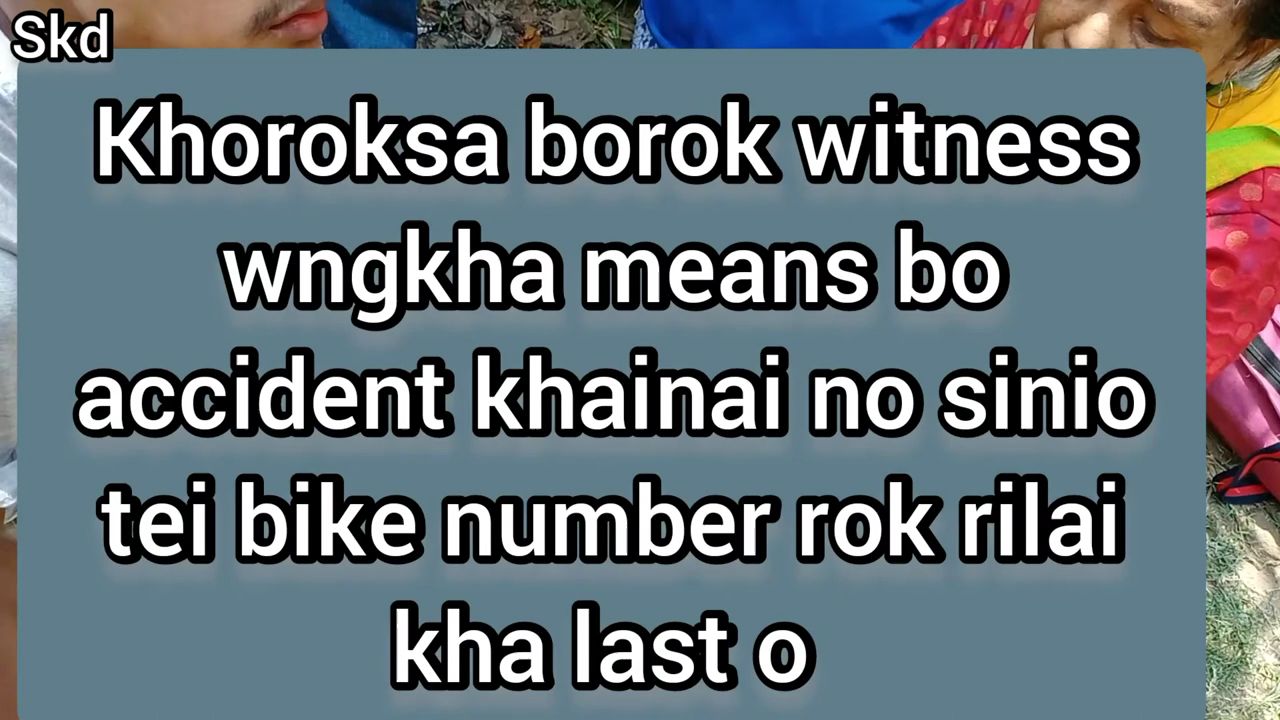 Skd
Khoroksa borok witness
wngkha means bo
accident khainai no sinio
tei bike number rok rilai
kha last o